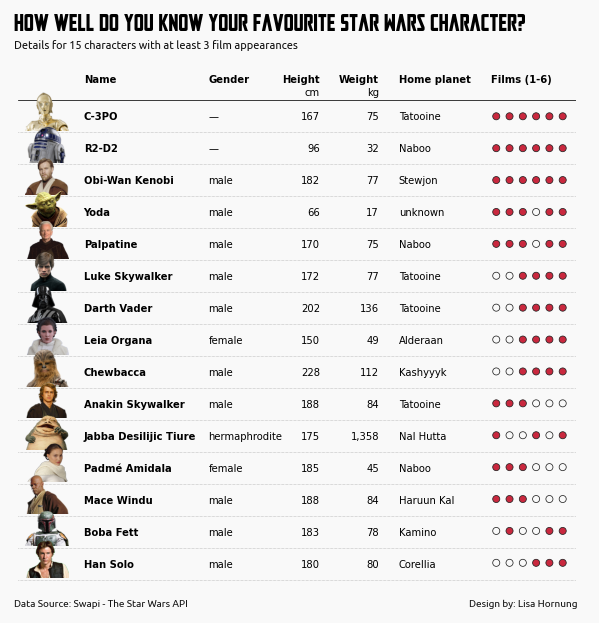 HOW WELL DO YOU KNOW YOUR FAVOURITE STAR WARS CHARACTER?
Details for 15 characters with at least 3 film appearances
Name Gender Height Weight Home planet Films (1-6)
cm kg
C-3PO — 167 75 Tatooine
R2-D2 — 96 32 Naboo
Obi-Wan Kenobi male 182 77 Stewjon
Yoda male 66 17 unknown
Palpatine male 170 75 Naboo
Luke Skywalker male 172 77 Tatooine
Darth Vader male 202 136 Tatooine
Leia Organa female 150 49 Alderaan
Chewbacca male 228 112 Kashyyyk
Anakin Skywalker male 188 84 Tatooine
Jabba Desilijic Tiure hermaphrodite 175 1,358 Nal Hutta
Padmé Amidala female 185 45 Naboo
Mace Windu male 188 84 Haruun Kal
Boba Fett male 183 78 Kamino
Han Solo male 180 80 Corellia
Data Source: Swapi - The Star Wars API Design by: Lisa Hornung